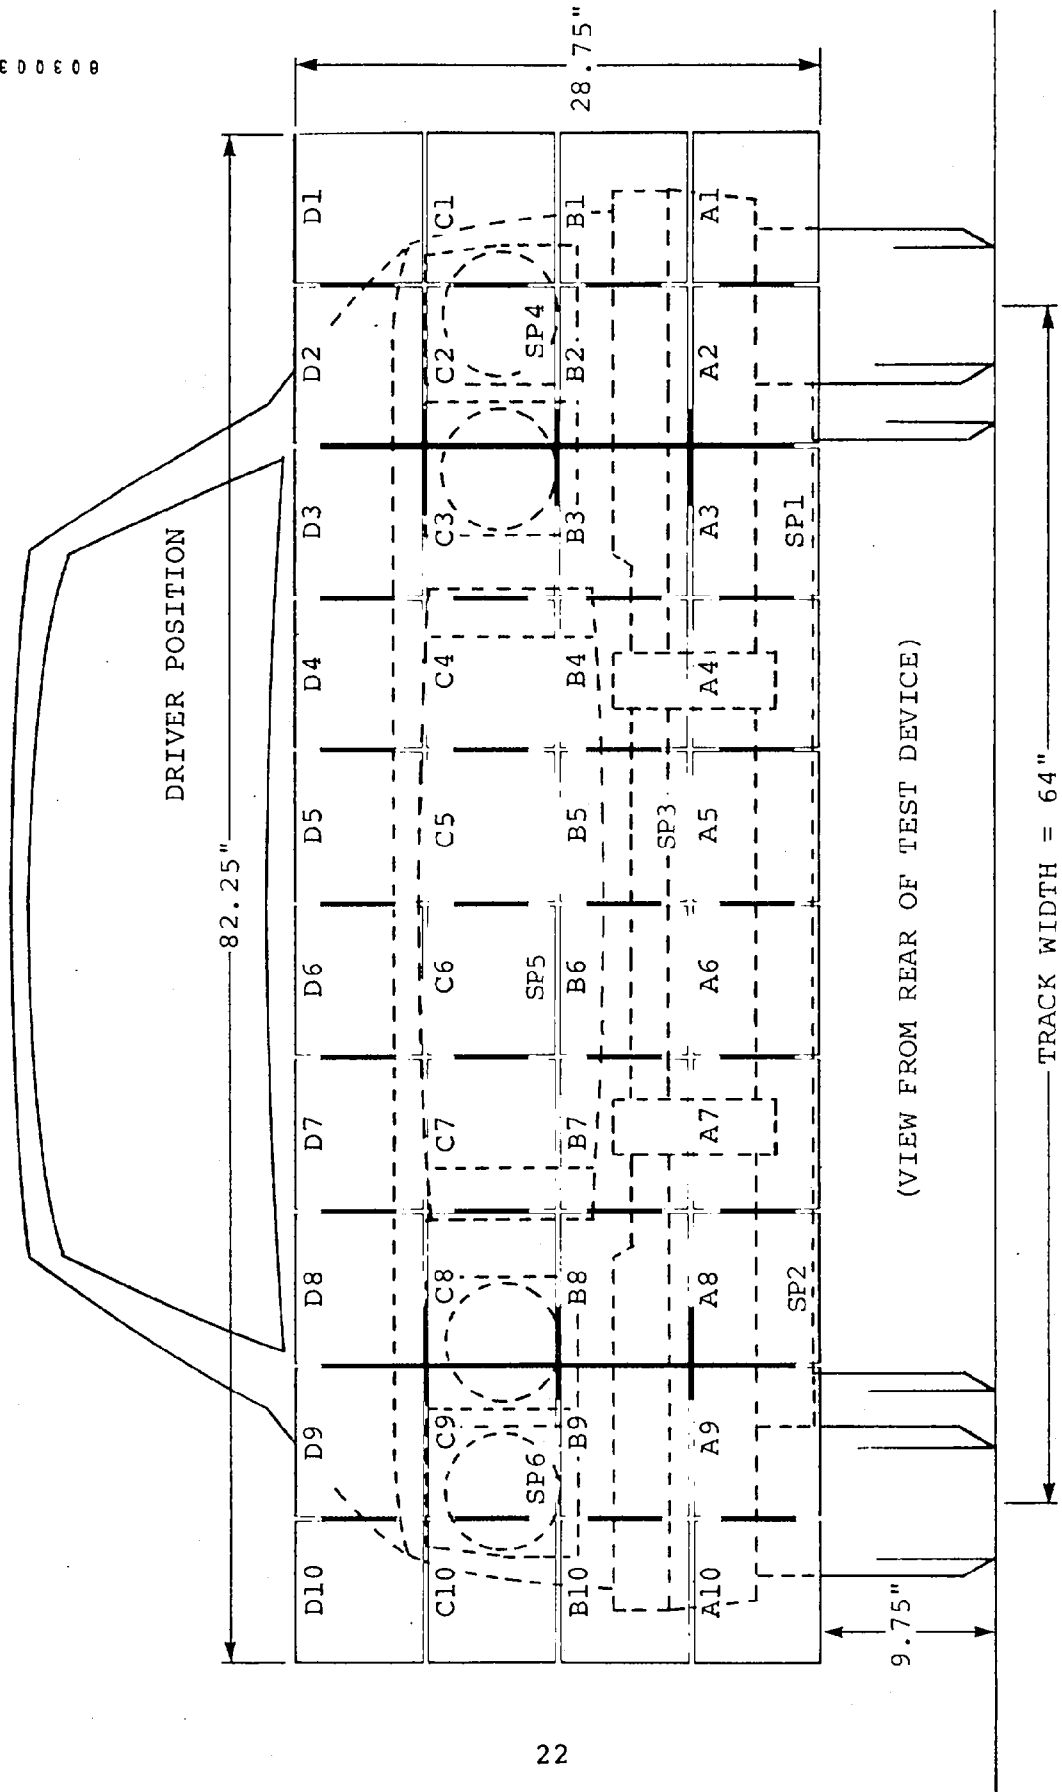 803003
DRIVER POSITION
82.25"
28.75"
D10 D9 D8 D7 D6 D5 D4 D3 D2 D1
C10 C9 C8 C7 C6 C5 C4 C3 C2 C1
SP6 SP5 SP4
B10 B9 B8 B7 B6 B5 B4 B3 B2 B1
SP3
A10 A9 A8 A7 A6 A5 A4 A3 A2 A1
SP2 SP1
9.75"
(VIEW FROM REAR OF TEST DEVICE)
TRACK WIDTH = 64"
22